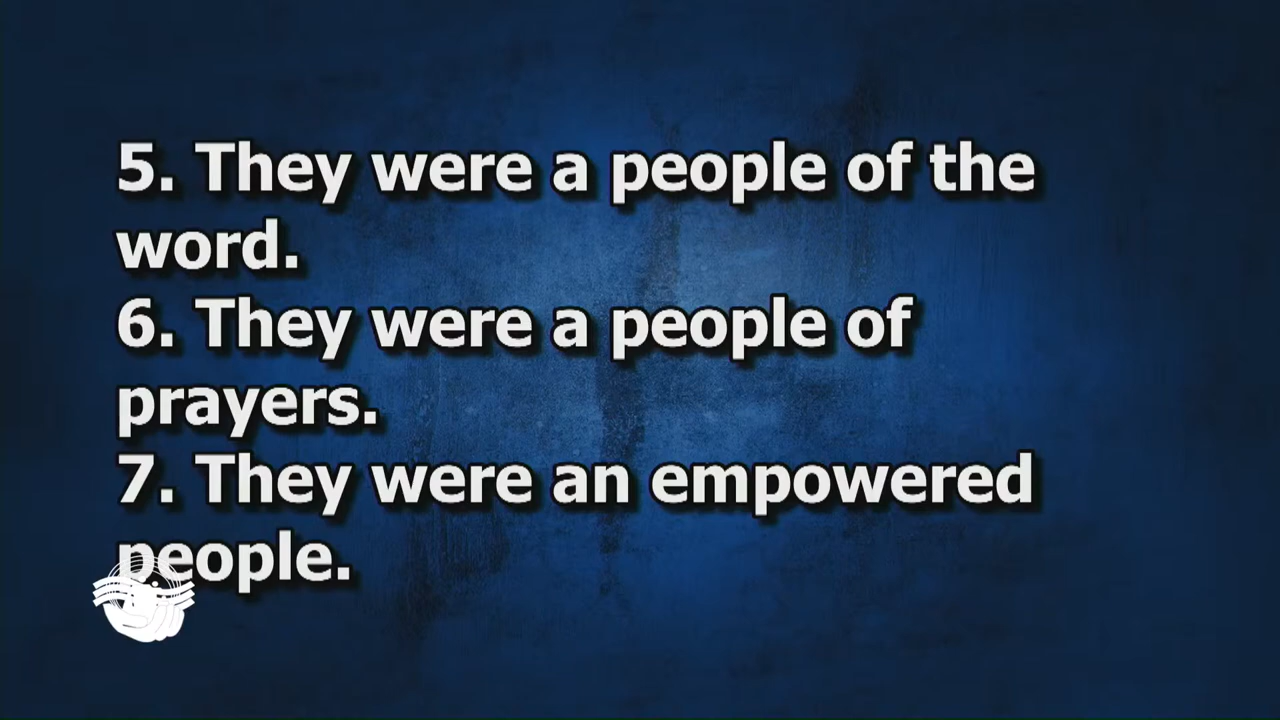 5. They were a people of the
word.
6. They were a people of
prayers.
7. They were an empowered
people.